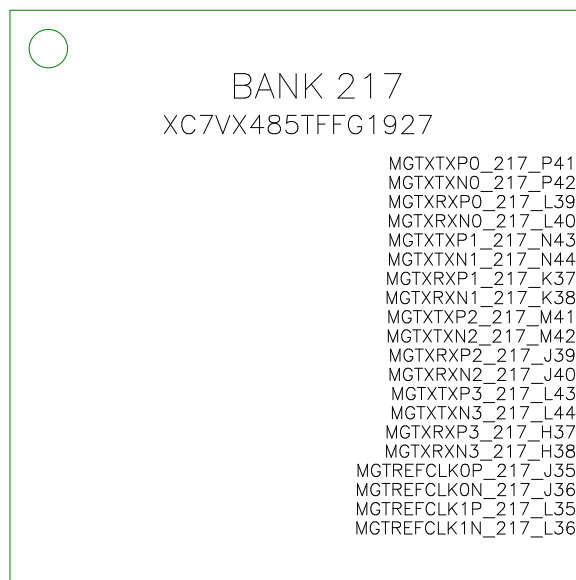 BANK 217
XC7VX485TFFG1927
MGTXTXP0_217_P41
MGTXTXN0_217_P42
MGTXRXP0_217_L39
MGTXRXN0_217_L40
MGTXTXP1_217_N43
MGTXTXN1_217_N44
MGTXRXP1_217_K37
MGTXRXN1_217_K38
MGTXTXP2_217_M41
MGTXTXN2_217_M42
MGTXRXP2_217_J39
MGTXRXN2_217_J40
MGTXTXP3_217_L43
MGTXTXN3_217_L44
MGTXRXP3_217_H37
MGTXRXN3_217_H38
MGTREFCLK0P_217_J35
MGTREFCLK0N_217_J36
MGTREFCLK1P_217_L35
MGTREFCLK1N_217_L36